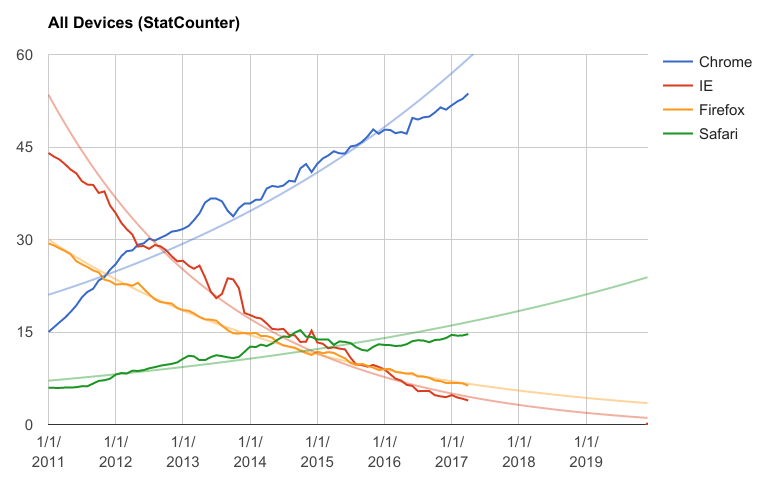 All Devices (StatCounter)
60
45
30
15
0
Chrome
IE
Firefox
Safari
1/1/ 1/1/ 1/1/ 1/1/ 1/1/ 1/1/ 1/1/ 1/1/ 1/1/
2011 2012 2013 2014 2015 2016 2017 2018 2019